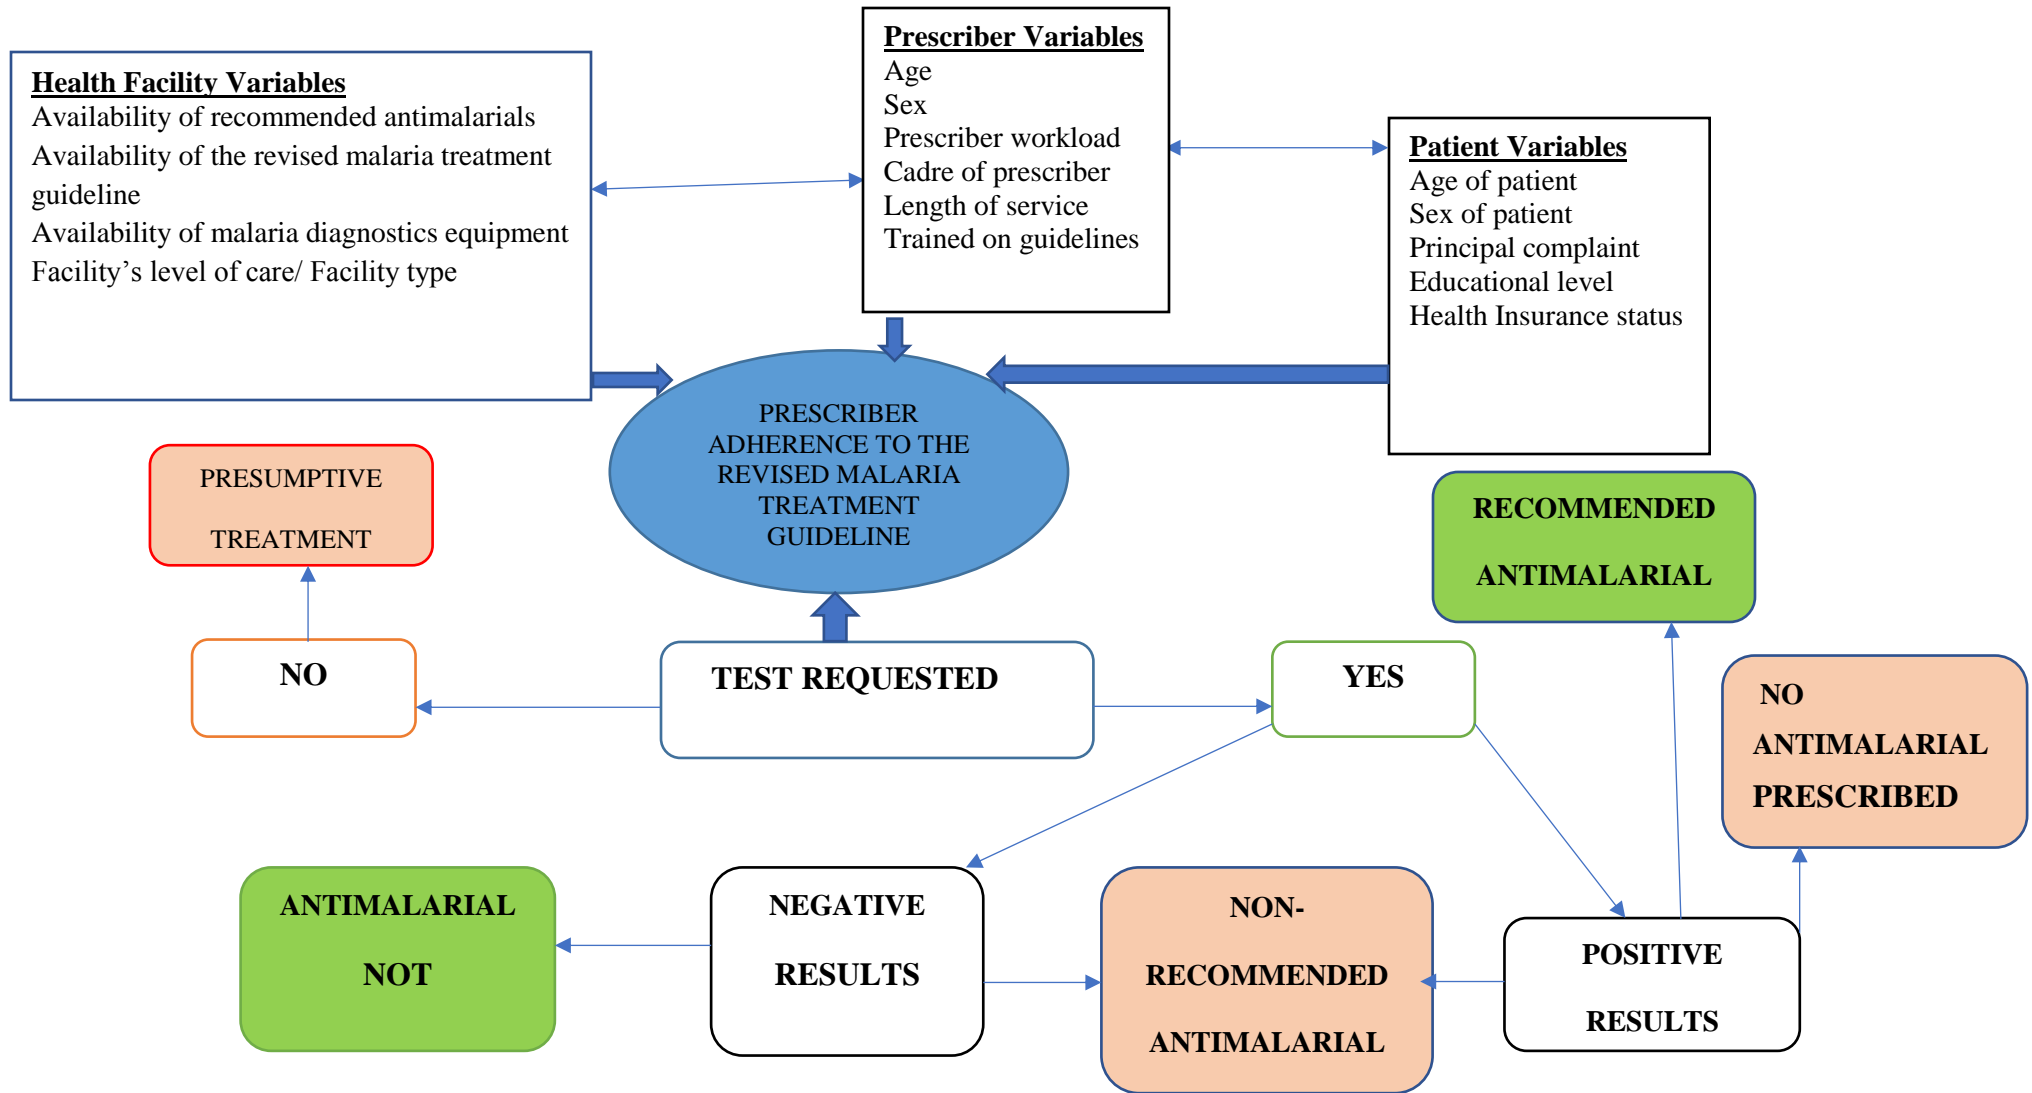 Health Facility Variables
Availability of recommended antimalarials
Availability of the revised malaria treatment
guideline
Availability of malaria diagnostics equipment
Facility’s level of care/ Facility type
Prescriber Variables
Age
Sex
Prescriber workload
Cadre of prescriber
Length of service
Trained on guidelines
Patient Variables
Age of patient
Sex of patient
Principal complaint
Educational level
Health Insurance status
PRESCRIBER
ADHERENCE TO THE
REVISED MALARIA
TREATMENT
GUIDELINE
PRESUMPTIVE
TREATMENT
RECOMMENDED
ANTIMALARIAL
NO
TEST REQUESTED
YES
NO
ANTIMALARIAL
PRESCRIBED
ANTIMALARIAL
NOT
NEGATIVE
RESULTS
NON-
RECOMMENDED
ANTIMALARIAL
POSITIVE
RESULTS